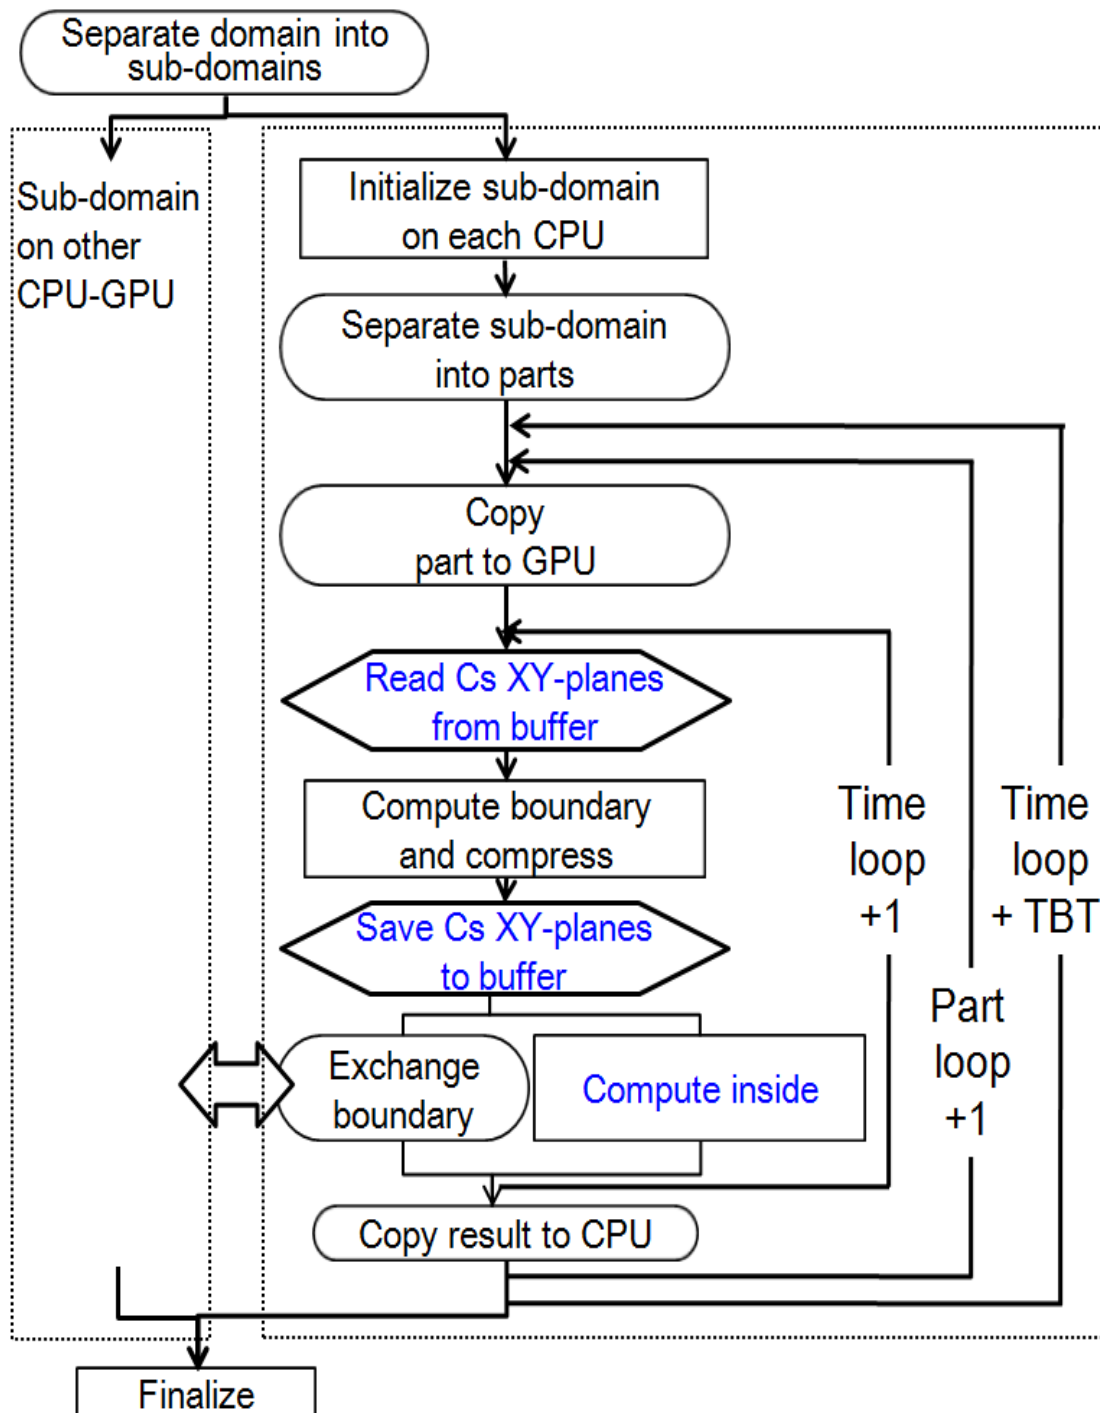 Separate domain into
sub-domains
Sub-domain
on other
CPU-GPU
Initialize sub-domain
on each CPU
Separate sub-domain
into parts
Copy
part to GPU
Read Cs XY-planes
from buffer
Compute boundary
and compress
Save Cs XY-planes
to buffer
Exchange
boundary
Compute inside
Copy result to CPU
Time
loop
+1
Part
loop
+1
Time
loop
+ TBT
Finalize